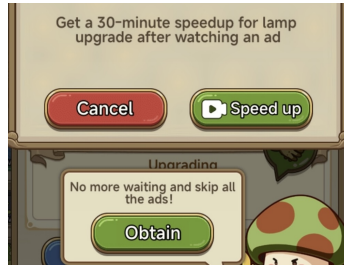 Get a 30-minute speedup for lamp
upgrade after watching an ad
Cancel
Speed up
Upgrading
No more waiting and skip all
the ads!
Obtain